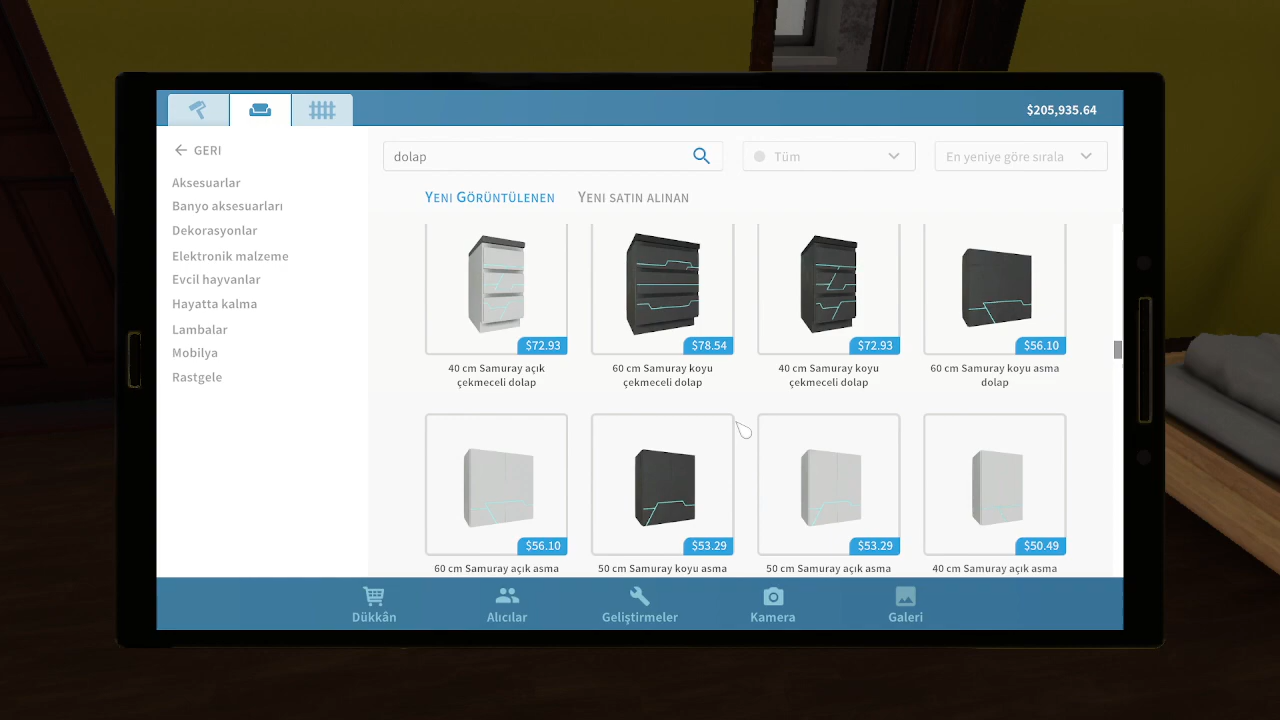 $205,935.64
GERI
dolap
Tüm
En yeniye göre sırala
Aksesuarlar
Banyo aksesuarları
Dekorasyonlar
Elektronik malzeme
Evcil hayvanlar
Hayatta kalma
Lambalar
Mobilya
Rastgele
YENI GÖRÜNTÜLENEN
YENI SATIN ALINAN
$72.93
$78.54
$72.93
$56.10
40 cm Samuray açık
çekmeceli dolap
60 cm Samuray koyu
çekmeceli dolap
40 cm Samuray koyu
çekmeceli dolap
60 cm Samuray koyu asma
dolap
$56.10
$53.29
$53.29
$50.49
60 cm Samuray açık asma
50 cm Samuray koyu asma
50 cm Samuray açık asma
40 cm Samuray açık asma
Dükkân
Alıcılar
Geliştirmeler
Kamera
Galeri